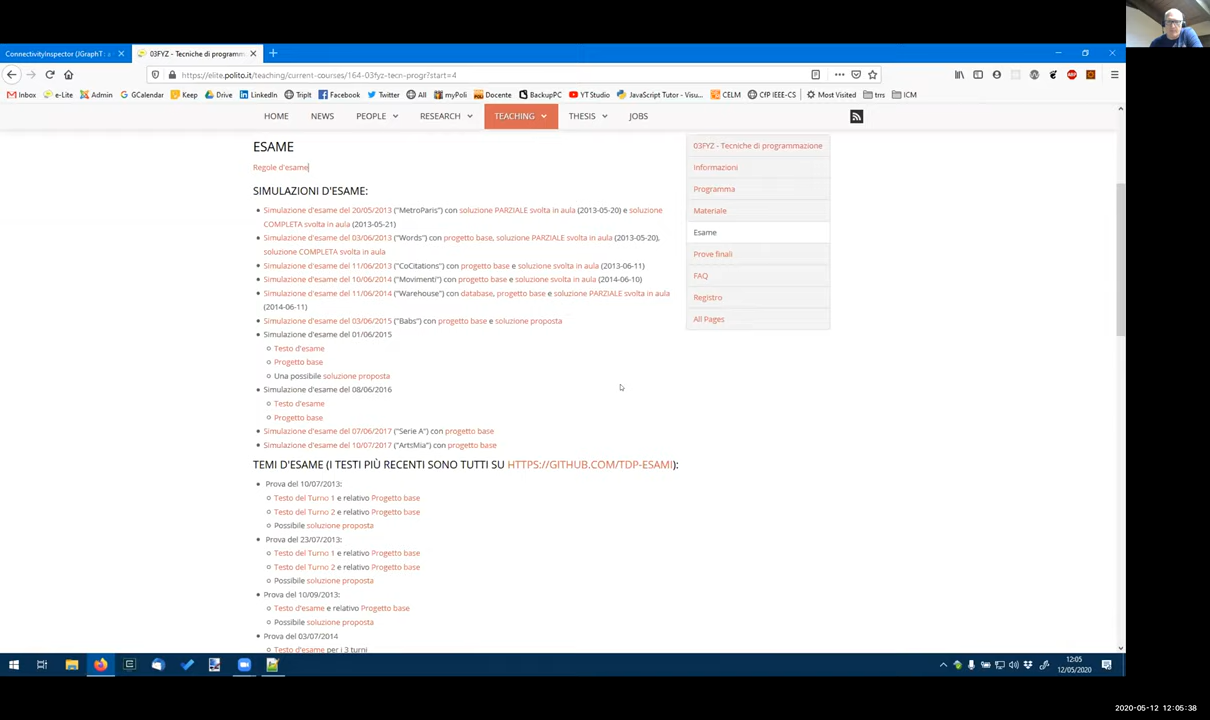 ConnectivityInspector (JGraphT : a
03FYZ - Tecniche di programm
https://elite.polito.it/teaching/current-courses/164-03fyz-tecn-progr?start=4
Inbox e-Lite Admin GCalendar Keep Drive LinkedIn TripIt Facebook Twitter All myPoli Docente BackupPC YT Studio JavaScript Tutor - Visu... CELM CfP IEEE-CS Most Visited trrs ICM
HOME NEWS PEOPLE RESEARCH TEACHING THESIS JOBS
ESAME
Regole d'esame
SIMULAZIONI D'ESAME:
Simulazione d'esame del 20/05/2013 ("MetroParis") con soluzione PARZIALE svolta in aula (2013-05-20) e soluzione
COMPLETA svolta in aula (2013-05-21)
Simulazione d'esame del 03/06/2013 ("Words") con progetto base, soluzione PARZIALE svolta in aula (2013-05-20),
soluzione COMPLETA svolta in aula
Simulazione d'esame del 11/06/2013 ("CoCitations") con progetto base e soluzione svolta in aula (2013-06-11)
Simulazione d'esame del 10/06/2014 ("Movimenti") con progetto base e soluzione svolta in aula (2014-06-10)
Simulazione d'esame del 11/06/2014 ("Warehouse") con database, progetto base e soluzione PARZIALE svolta in aula
(2014-06-11)
Simulazione d'esame del 03/06/2015 ("Babs") con progetto base e soluzione proposta
Simulazione d'esame del 01/06/2015
Testo d'esame
Progetto base
Una possibile soluzione proposta
Simulazione d'esame del 08/06/2016
Testo d'esame
Progetto base
Simulazione d'esame del 07/06/2017 ("Serie A") con progetto base
Simulazione d'esame del 10/07/2017 ("ArtsMia") con progetto base
TEMI D'ESAME (I TESTI PIÙ RECENTI SONO TUTTI SU HTTPS://GITHUB.COM/TDP-ESAMI):
Prova del 10/07/2013:
Testo del Turno 1 e relativo Progetto base
Testo del Turno 2 e relativo Progetto base
Possibile soluzione proposta
Prova del 23/07/2013:
Testo del Turno 1 e relativo Progetto base
Testo del Turno 2 e relativo Progetto base
Possibile soluzione proposta
Prova del 10/09/2013:
Testo d'esame e relativo Progetto base
Possibile soluzione proposta
Prova del 03/07/2014
Testo d'esame per i 3 turni
03FYZ - Tecniche di programmazione
Informazioni
Programma
Materiale
Esame
Prove finali
FAQ
Registro
All Pages
12:05
12/05/2020
2020-05-12 12:05:38